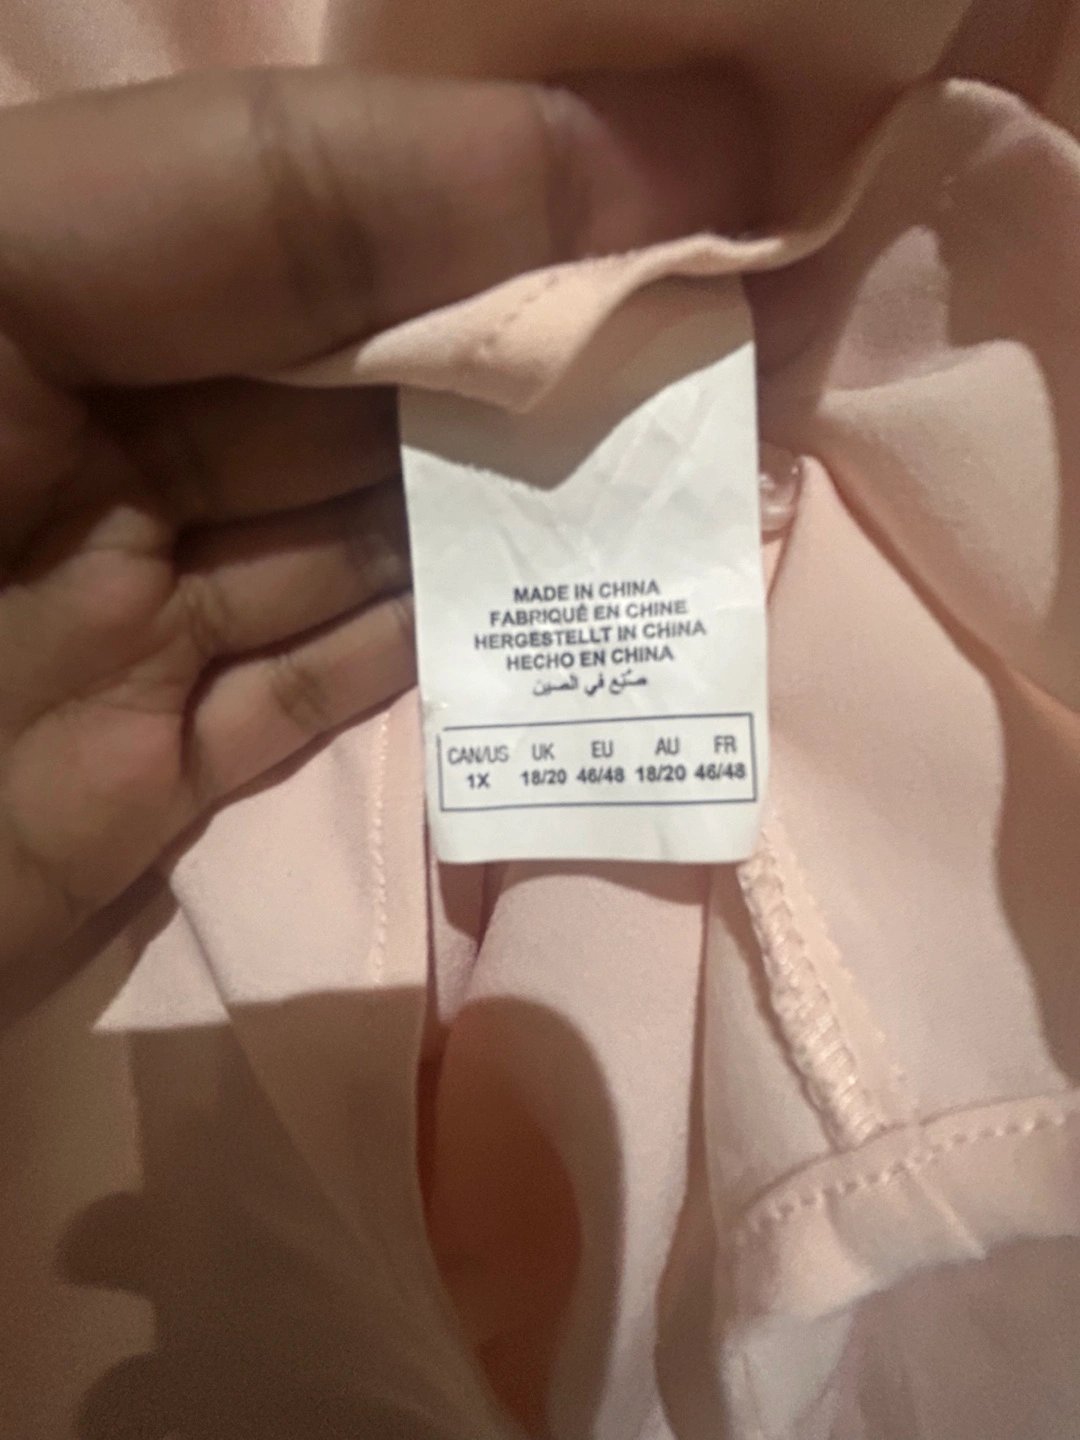 MADE IN CHINA
FABRIQUÉ EN CHINE
HERGESTELLT IN CHINA
HECHO EN CHINA
صُنع في الصين
CAN/US UK EU AU FR
1X 18/20 46/48 18/20 46/48